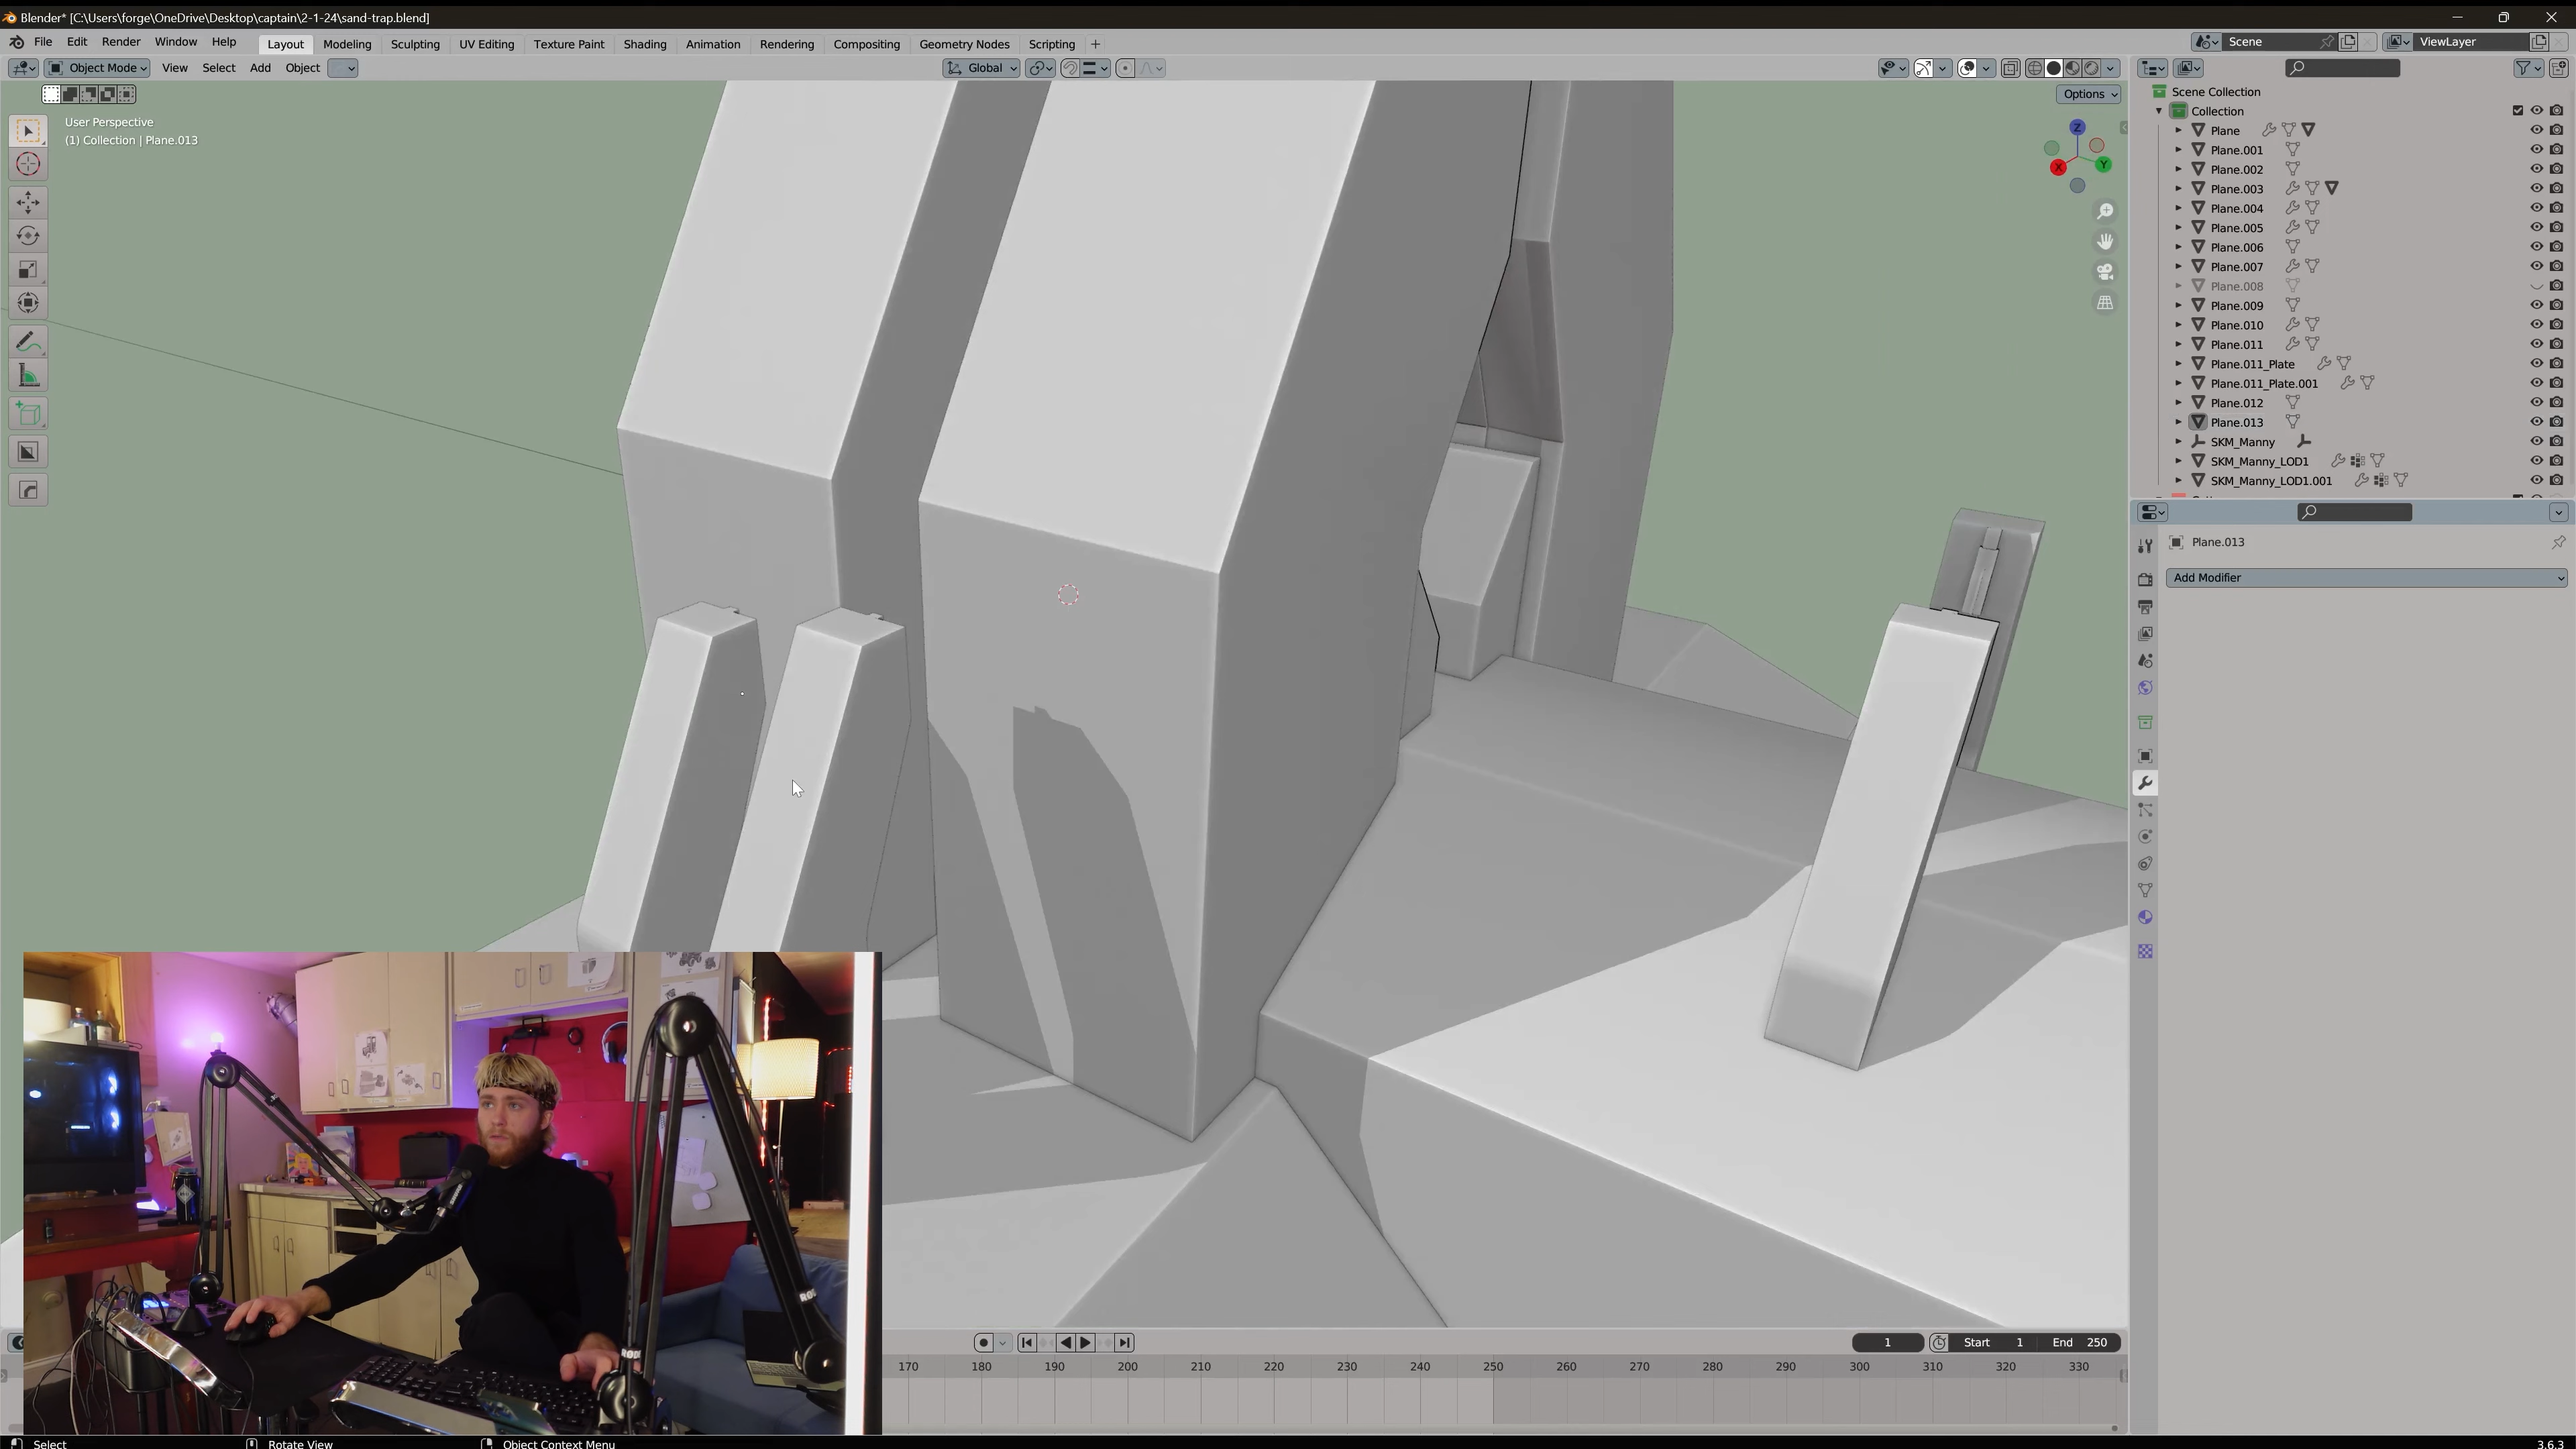 Blender* [C:\Users\forge\OneDrive\Desktop\captain\2-1-24\sand-trap.blend]
File Edit Render Window Help Layout Modeling Sculpting UV Editing Texture Paint Shading Animation Rendering Compositing Geometry Nodes Scripting + Scene ViewLayer
Object Mode View Select Add Object Global
Options
User Perspective
(1) Collection | Plane.013
Z
X
Y
Scene Collection
Collection
Plane
Plane.001
Plane.002
Plane.003
Plane.004
Plane.005
Plane.006
Plane.007
Plane.008
Plane.009
Plane.010
Plane.011
Plane.011_Plate
Plane.011_Plate.001
Plane.012
Plane.013
SKM_Manny
SKM_Manny_LOD1
SKM_Manny_LOD1.001
Plane.013
Add Modifier
1 Start 1 End 250
170 180 190 200 210 220 230 240 250 260 270 280 290 300 310 320 330
Select Rotate View Object Context Menu 3.6.3